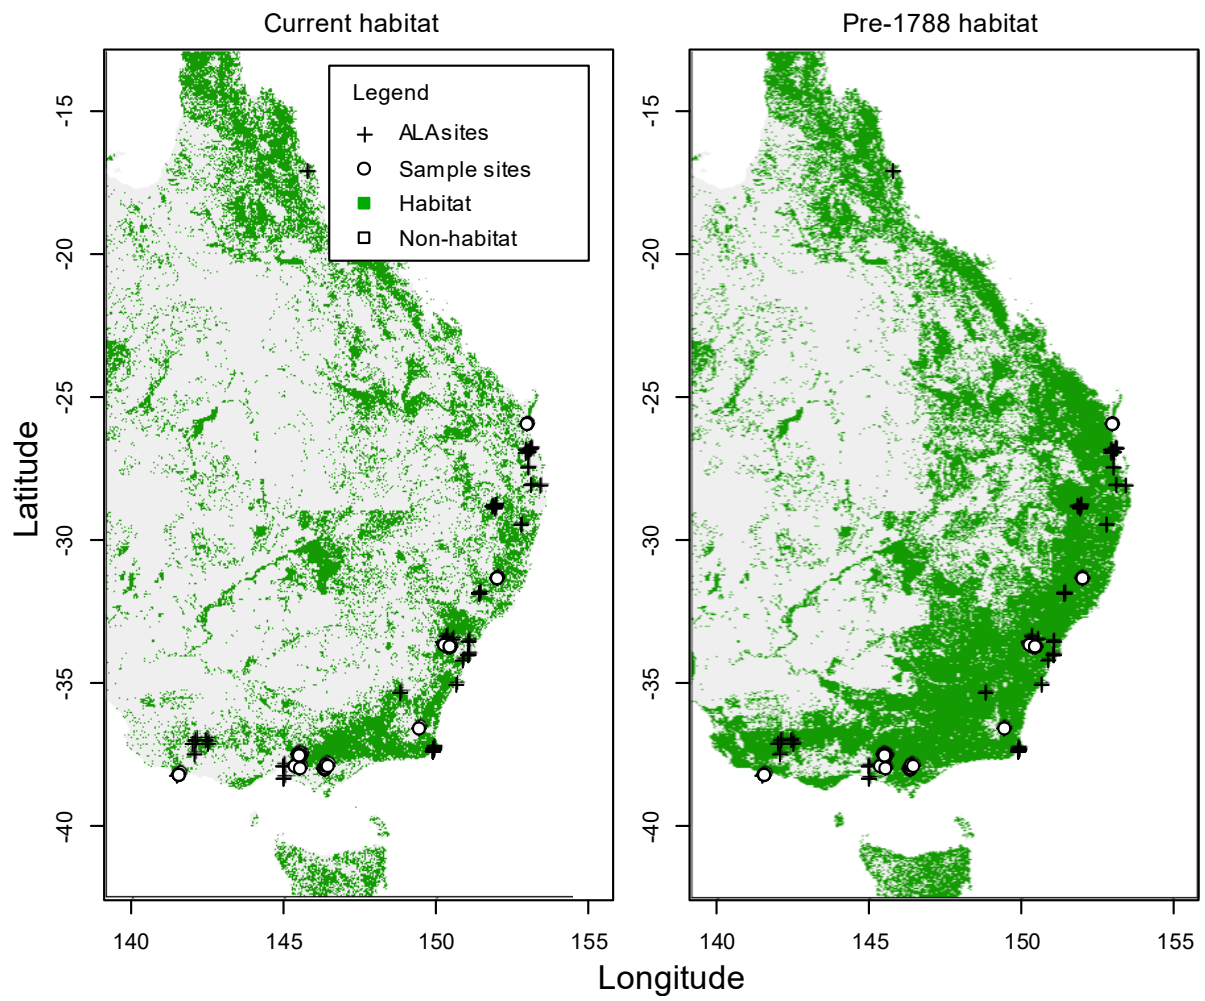 Current habitat
Pre-1788 habitat
Legend
ALAsites
Sample sites
Habitat
Non-habitat
Latitude
-15
-20
-25
-30
-35
-40
-15
-20
-25
-30
-35
-40
140 145 150 155
140 145 150 155
Longitude